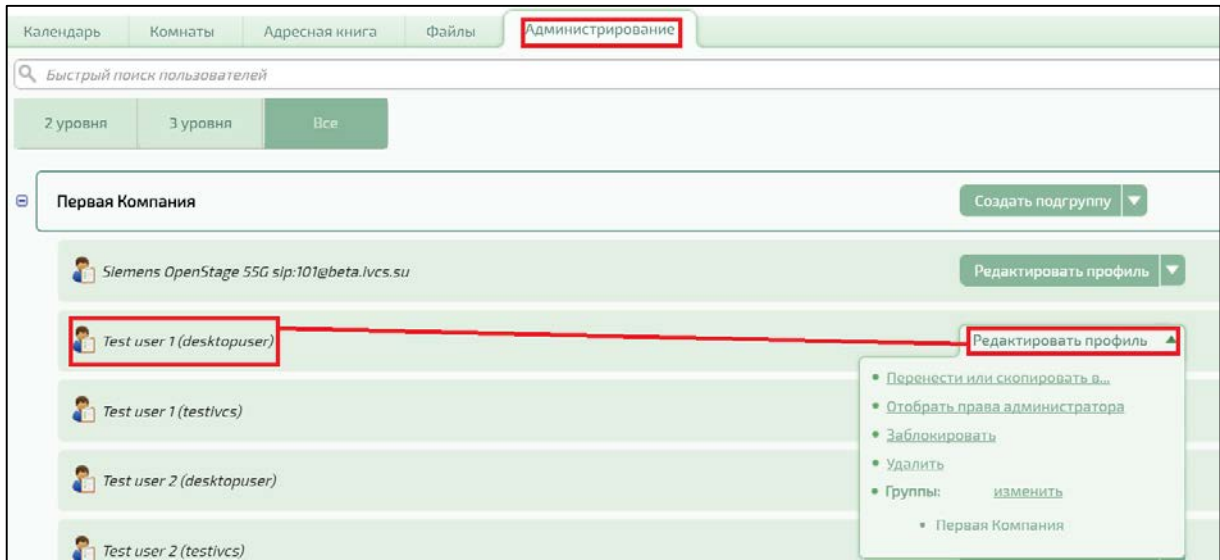 Календарь Комнаты Адресная книга Файлы Администрирование
Быстрый поиск пользователей
2 уровня 3 уровня Все
Первая Компания Создать подгруппу
Siemens OpenStage 55G sip:101@beta.ivcs.su Редактировать профиль
Test user 1 (desktopuser) Редактировать профиль
• Перенести или скопировать в...
Test user 1 (testivcs)
• Отобрать права администратора
• Заблокировать
• Удалить
Test user 2 (desktopuser)
• Группы: изменить
• Первая Компания
Test user 2 (testivcs)